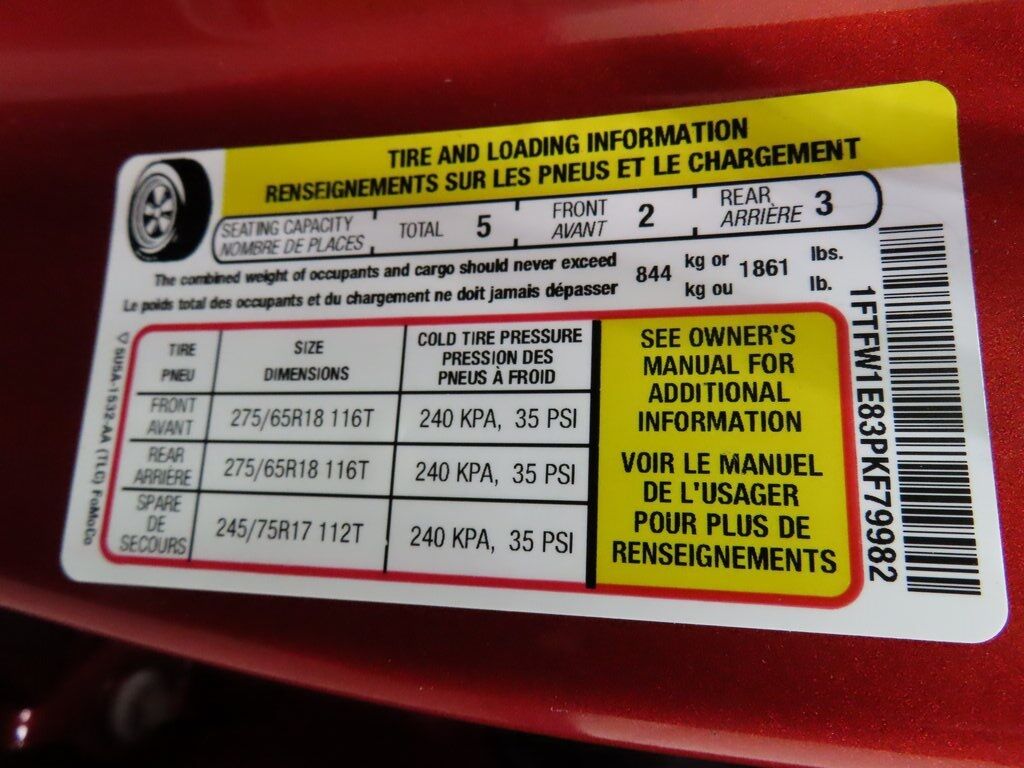 TIRE AND LOADING INFORMATION
RENSEIGNEMENTS SUR LES PNEUS ET LE CHARGEMENT
SEATING CAPACITY
NOMBRE DE PLACES
TOTAL 5
FRONT
AVANT
2
REAR
ARRIÈRE
3
The combined weight of occupants and cargo should never exceed
Le poids total des occupants et du chargement ne doit jamais dépasser
844
kg or
kg ou
1861
lbs.
lb.
TIRE
PNEU
SIZE
DIMENSIONS
COLD TIRE PRESSURE
PRESSION DES
PNEUS À FROID
FRONT
AVANT
275/65R18 116T
240 KPA, 35 PSI
REAR
ARRIÈRE
275/65R18 116T
240 KPA, 35 PSI
SPARE
DE
SECOURS
245/75R17 112T
240 KPA, 35 PSI
SEE OWNER'S
MANUAL FOR
ADDITIONAL
INFORMATION
VOIR LE MANUEL
DE L'USAGER
POUR PLUS DE
RENSEIGNEMENTS
1FTFW1E83PKF79982
5U5A-1532-AA (TLC) FoMoCo